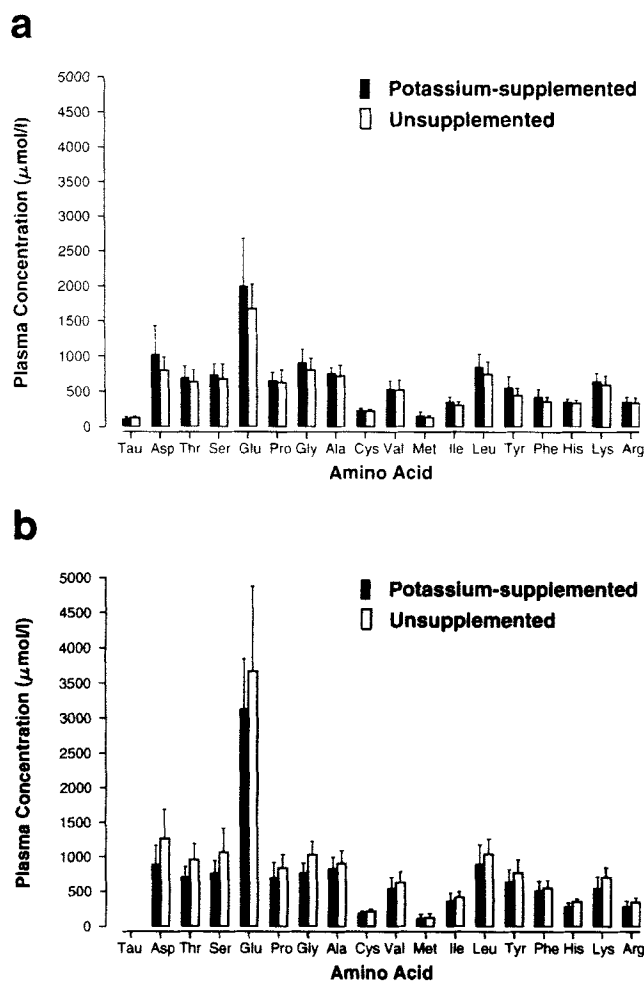 a
Potassium-supplemented
Unsupplemented
Plasma Concentration (μmol/l)
5000
4500
4000
3500
3000
2500
2000
1500
1000
500
0
Tau Asp Thr Ser Glu Pro Gly Ala Cys Val Met Ile Leu Tyr Phe His Lys Arg
Amino Acid
b
Potassium-supplemented
Unsupplemented
Plasma Concentration (μmol/l)
5000
4500
4000
3500
3000
2500
2000
1500
1000
500
0
Tau Asp Thr Ser Glu Pro Gly Ala Cys Val Met Ile Leu Tyr Phe His Lys Arg
Amino Acid